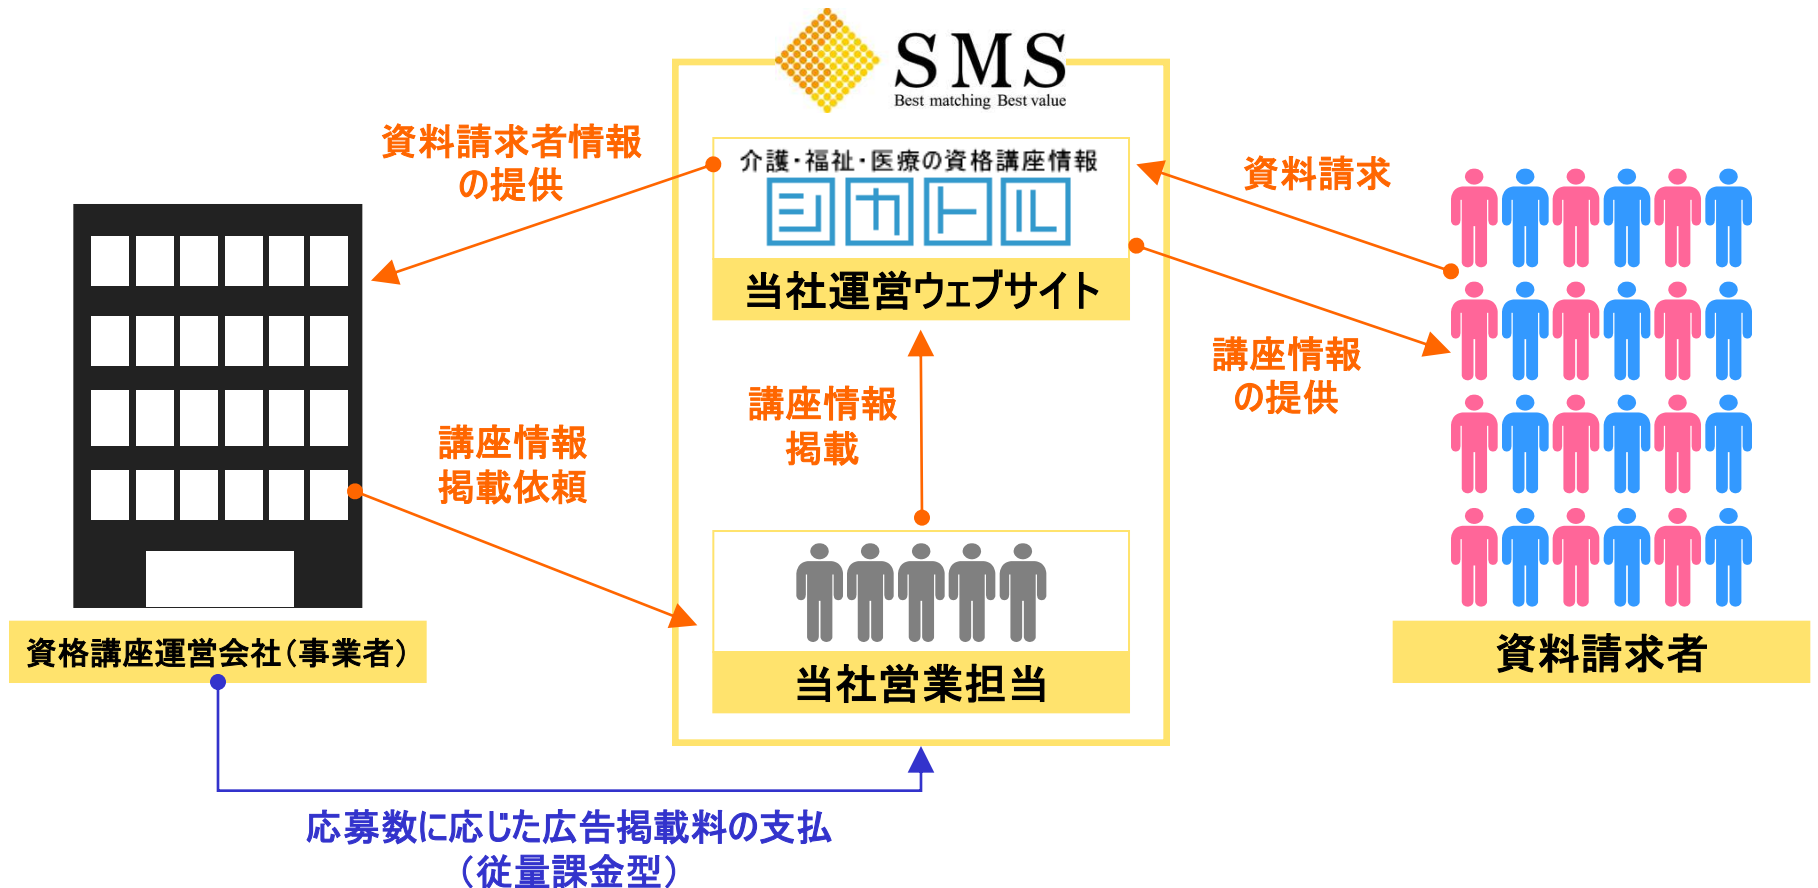 SMS
Best matching Best value
資料請求者情報
の提供
介護・福祉・医療の資格講座情報
シカトル
当社運営ウェブサイト
資料請求
講座情報
の提供
講座情報
掲載
講座情報
掲載依頼
資格講座運営会社（事業者）
当社営業担当
資料請求者
応募数に応じた広告掲載料の支払
（従量課金型）